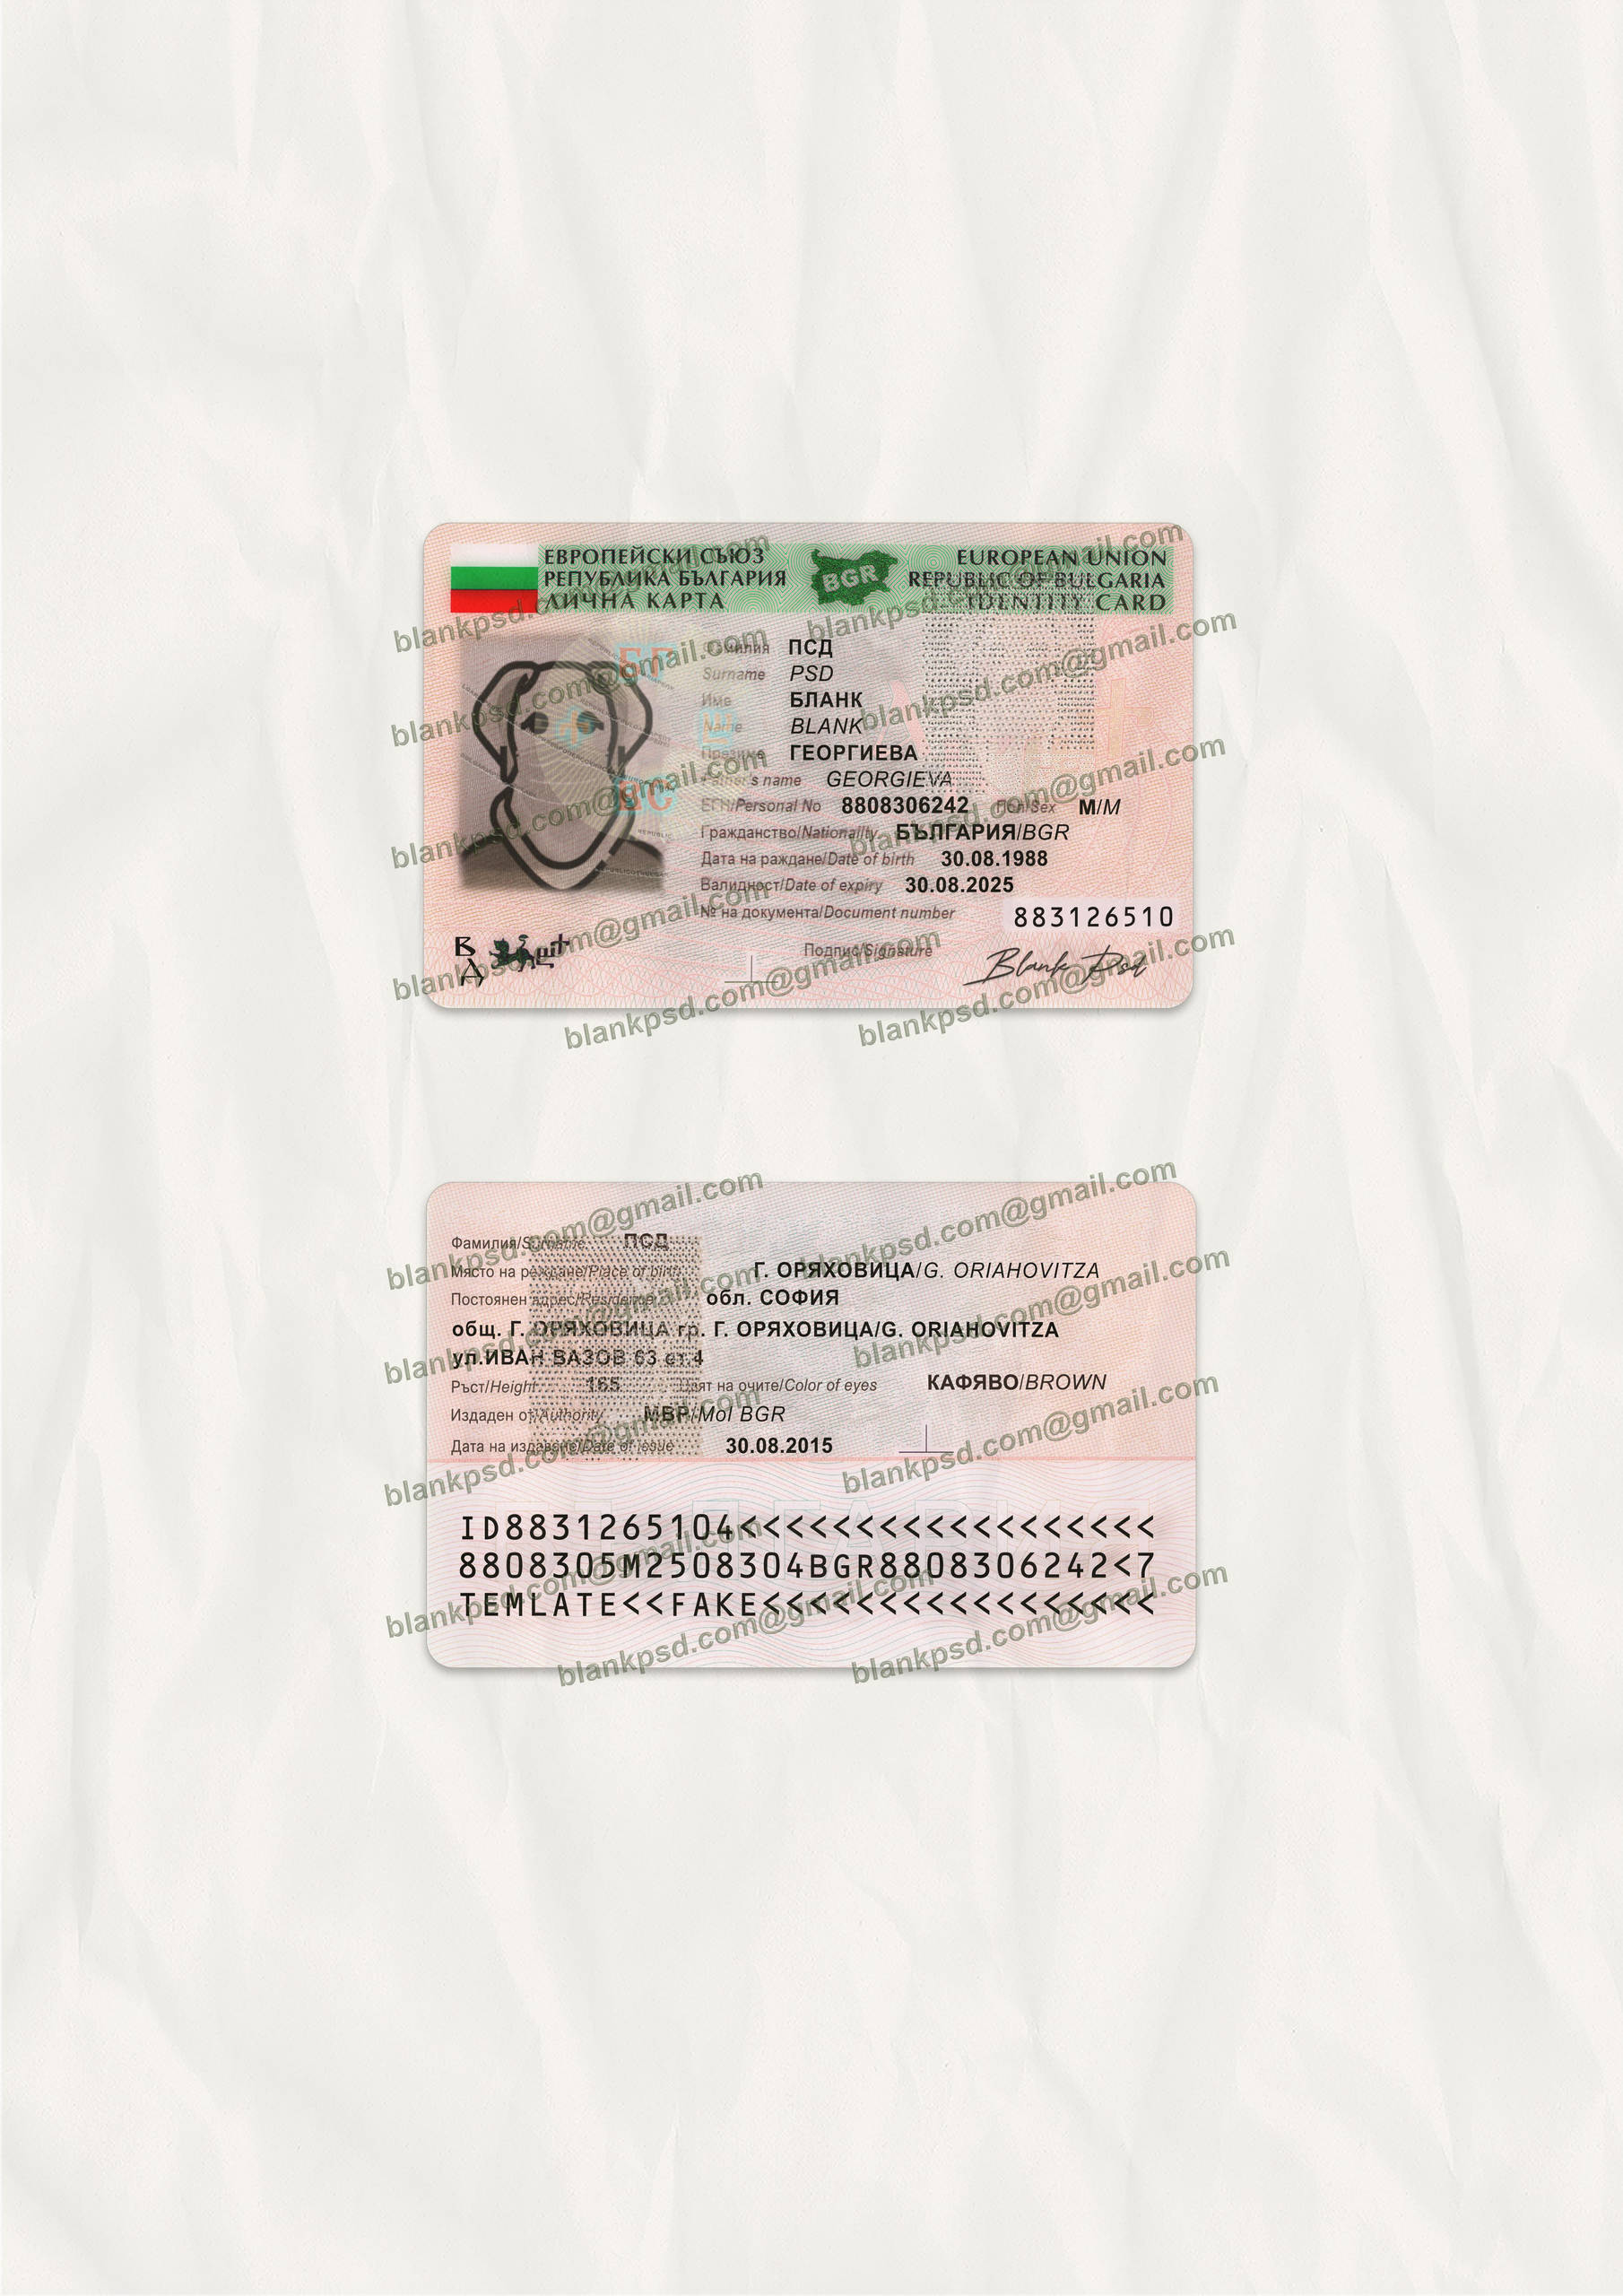 ЕВРОПЕЙСКИ СЪЮЗ
РЕПУБЛИКА БЪЛГАРИЯ
ЛИЧНА КАРТА
BGR
EUROPEAN UNION
REPUBLIC OF BULGARIA
IDENTITY CARD
Фамилия ПСД
Surname PSD
Име БЛАНК
Name BLANK
Презиме ГЕОРГИЕВА
Father's name GEORGIEVA
ЕГН/Personal No 8808306242 Пол/Sex M/M
Гражданство/Nationality БЪЛГАРИЯ/BGR
Дата на раждане/Date of birth 30.08.1988
Валидност/Date of expiry 30.08.2025
№ на документа/Document number 883126510
Подпис/Signature Blank Psd
blankpsd.com@gmail.com
Фамилия/Surname ПСД
Място на раждане/Place of birth Г. ОРЯХОВИЦА/G. ORIAHOVITZA
Постоянен адрес/Residence обл. СОФИЯ
общ. Г. ОРЯХОВИЦА гр. Г. ОРЯХОВИЦА/G. ORIAHOVITZA
ул.ИВАН ВАЗОВ 63 ет 4
Ръст/Height 165 Цвят на очите/Color of eyes КАФЯВО/BROWN
Издаден от/Authority МВР/MoI BGR
Дата на издаване/Date of issue 30.08.2015
ID8831265104<<<<<<<<<<<<<<<<<<
8808305M2508304BGR8808306242<7
TEMLATE<<FAKE<<<<<<<<<<<<<<<<<
blankpsd.com@gmail.com